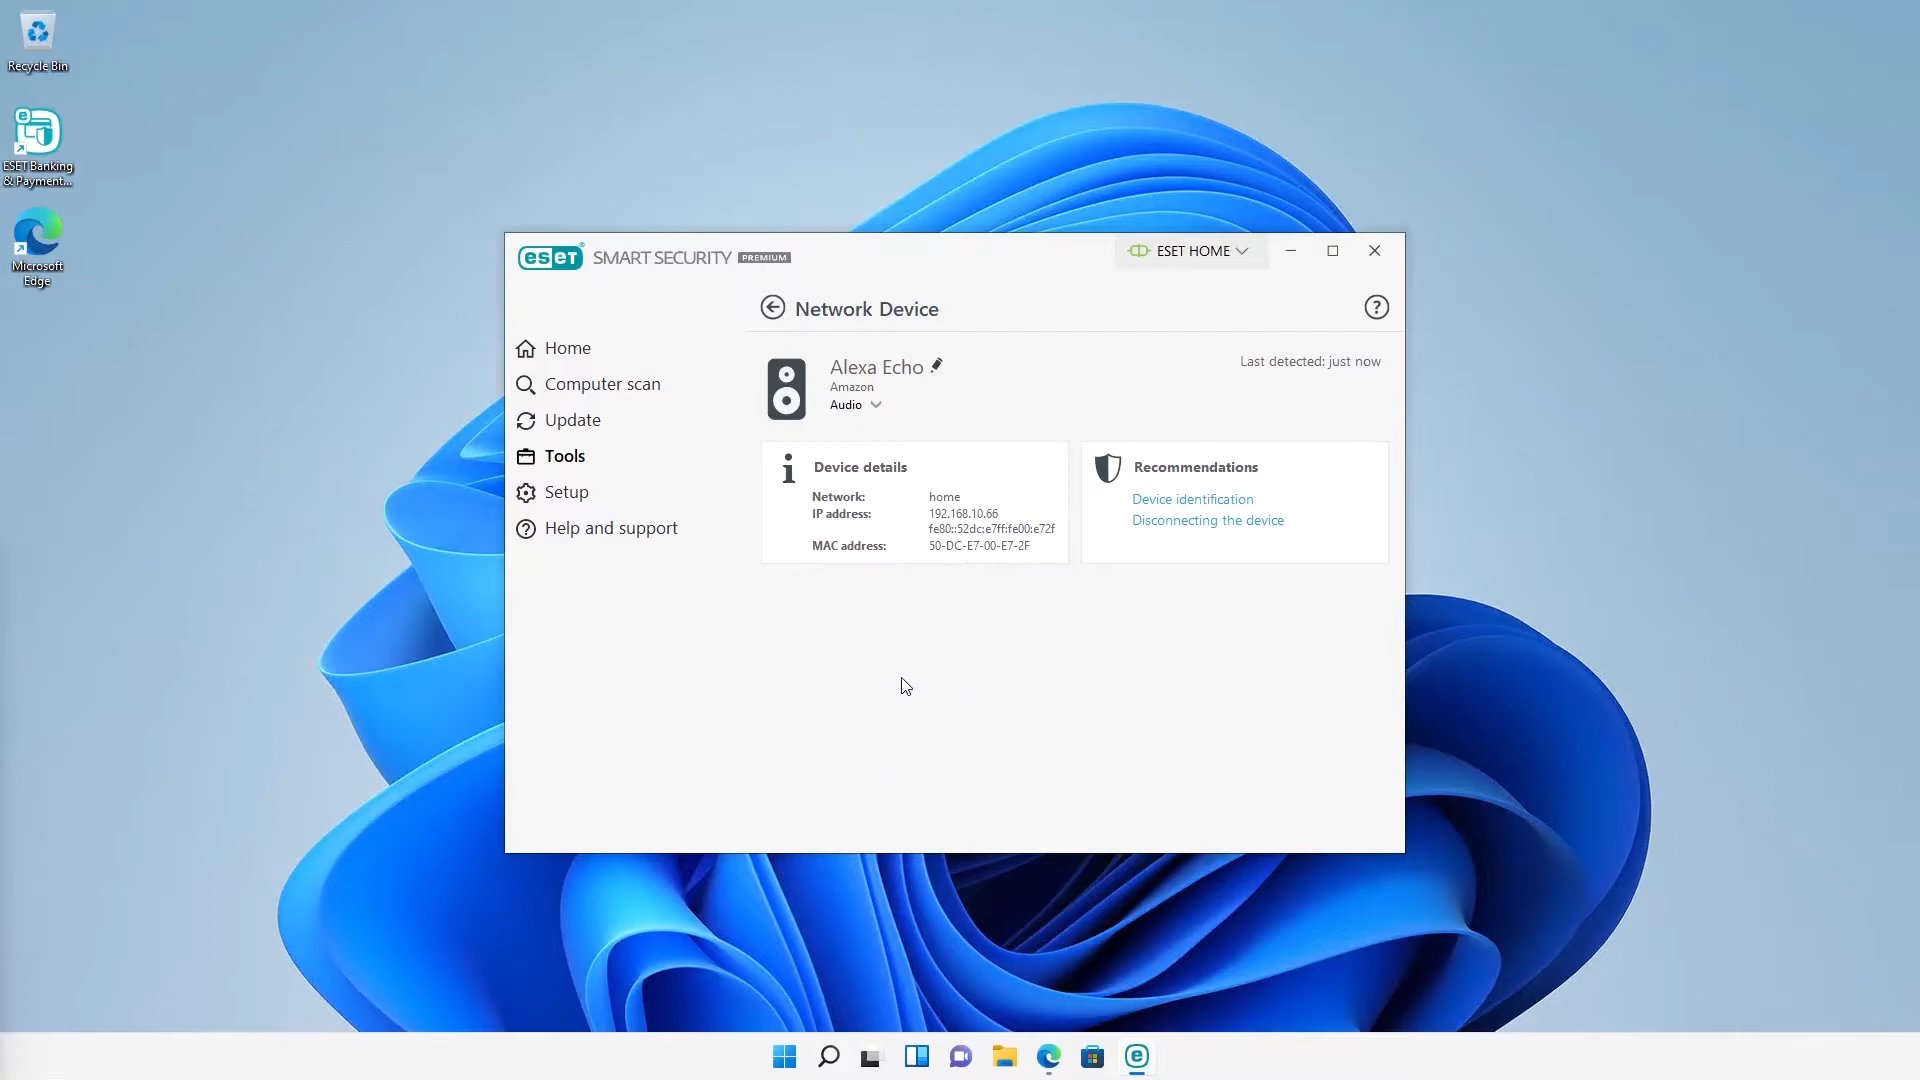 Recycle Bin
ESET Banking
& Payment...
Microsoft
Edge
eset® SMART SECURITY PREMIUM
ESET HOME
Network Device
?
Home
Computer scan
Update
Tools
Setup
Help and support
Alexa Echo
Last detected: just now
Amazon
Audio
Device details
Network: home
IP address: 192.168.10.66
fe80::52dc:e7ff:fe00:e72f
MAC address: 50-DC-E7-00-E7-2F
Recommendations
Device identification
Disconnecting the device